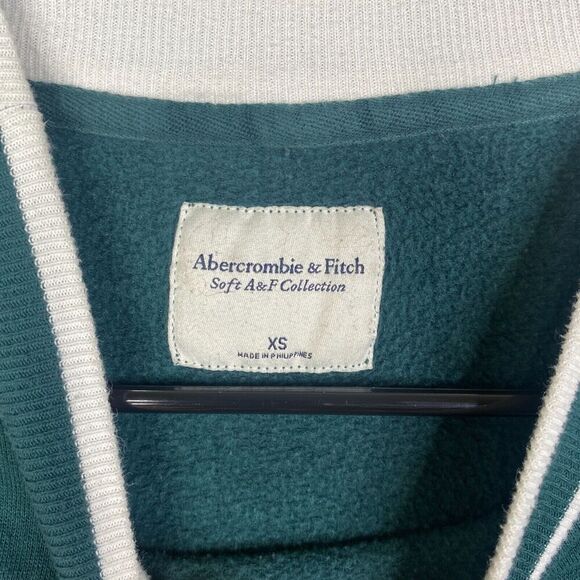 Abercrombie & Fitch
Soft A&F Collection
XS
MADE IN PHILIPPINES